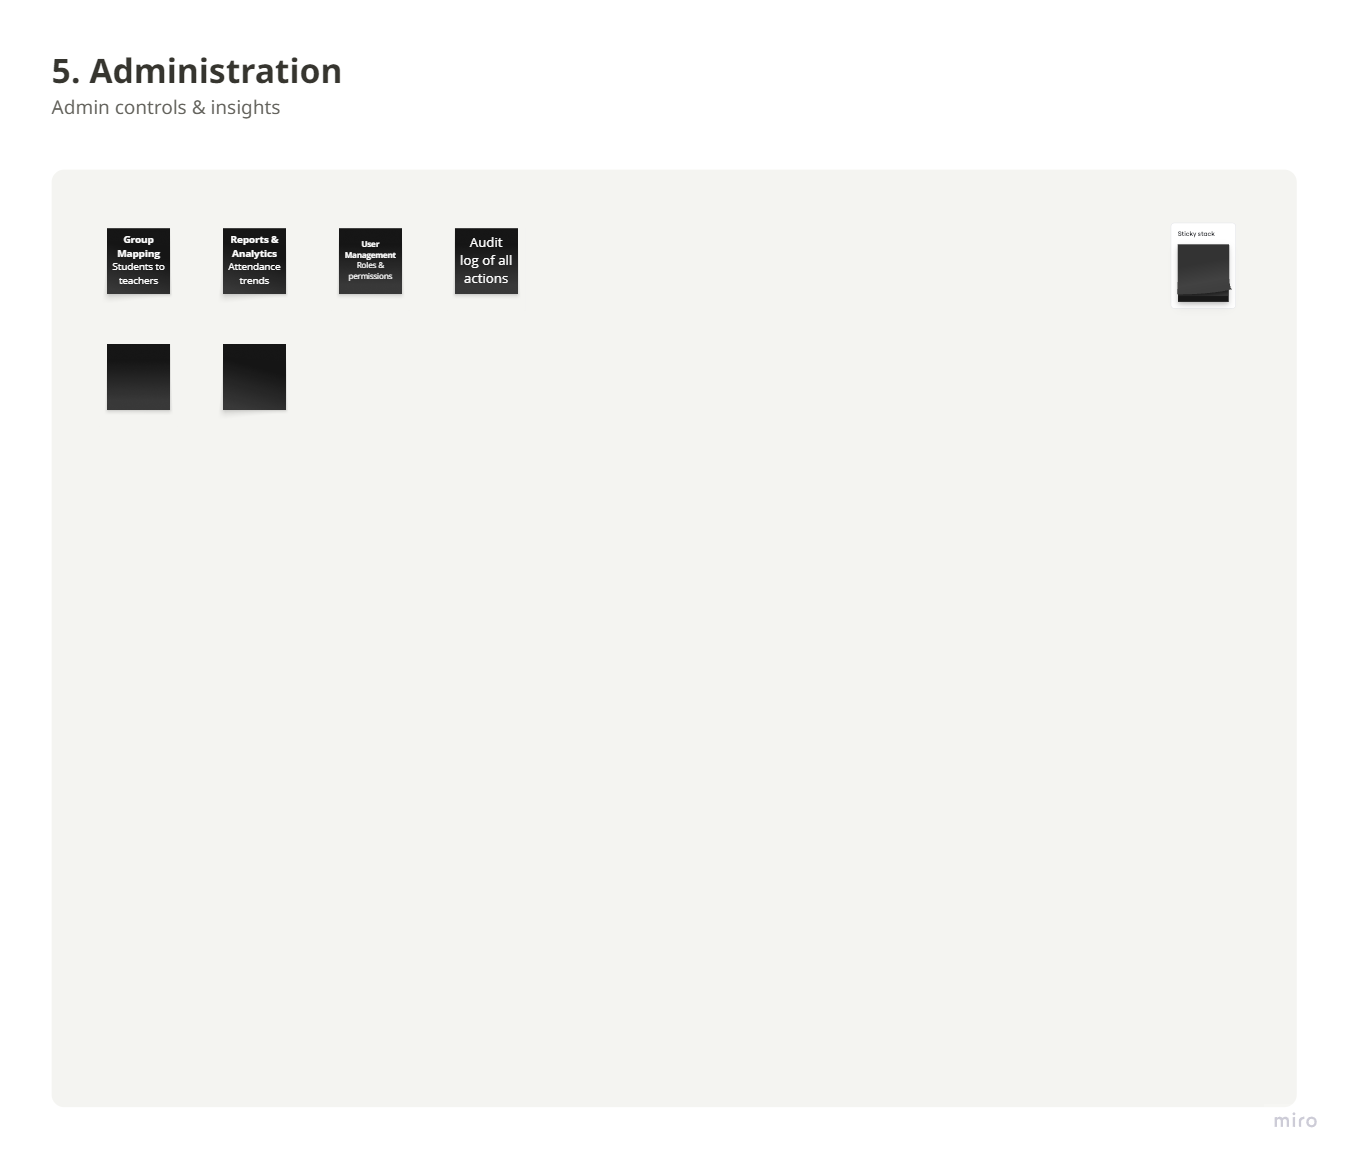 5. Administration
Admin controls & insights
Group
Mapping
Students to
teachers
Reports &
Analytics
Attendance
trends
User
Management
Roles &
permissions
Audit
log of all
actions
Sticky stack
miro